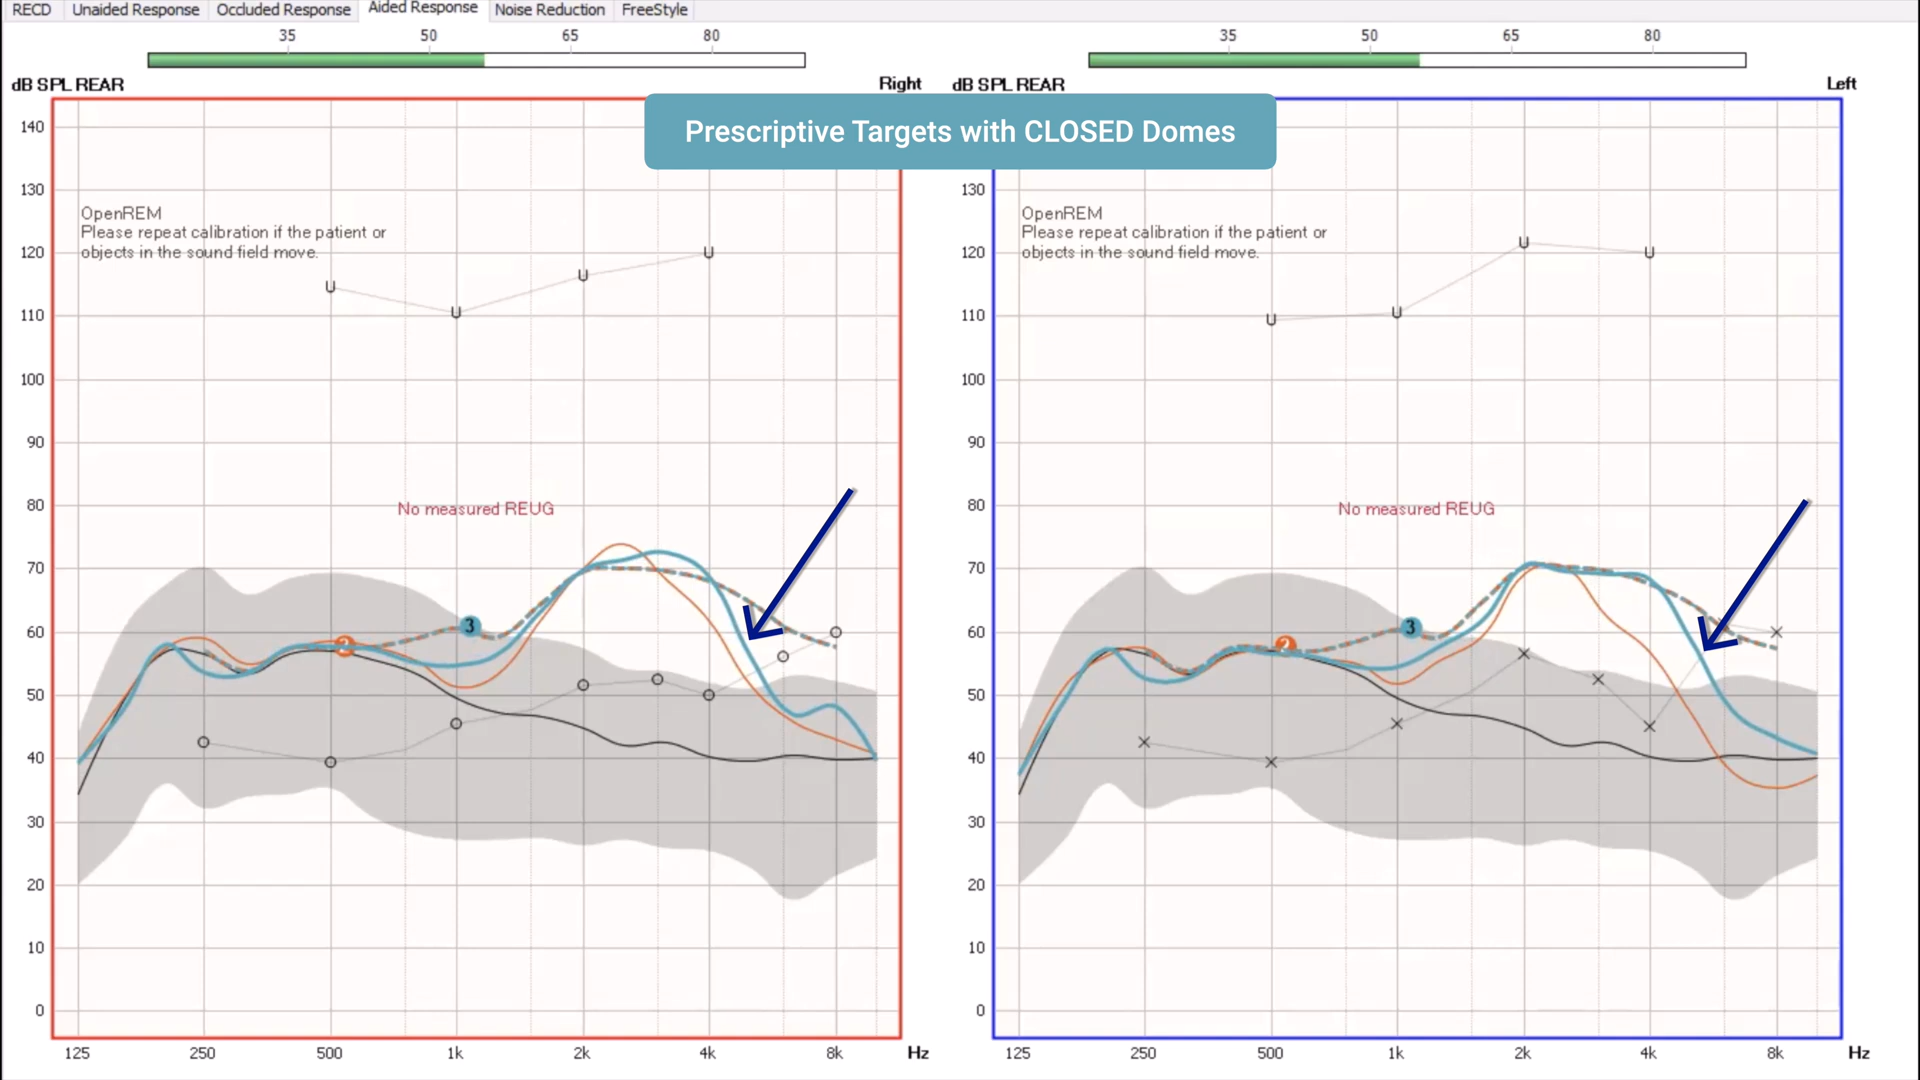 RECD Unaided Response Occluded Response Aided Response Noise Reduction FreeStyle
35 50 65 80
35 50 65 80
dB SPL REAR Right
dB SPL REAR Left
Prescriptive Targets with CLOSED Domes
140
130
120
110
100
90
80
70
60
50
40
30
20
10
0
OpenREM
Please repeat calibration if the patient or
objects in the sound field move.
U U U U
No measured REUG
2 3
125 250 500 1k 2k 4k 8k Hz
130
120
110
100
90
80
70
60
50
40
30
20
10
0
OpenREM
Please repeat calibration if the patient or
objects in the sound field move.
U U U U
No measured REUG
2 3
125 250 500 1k 2k 4k 8k Hz